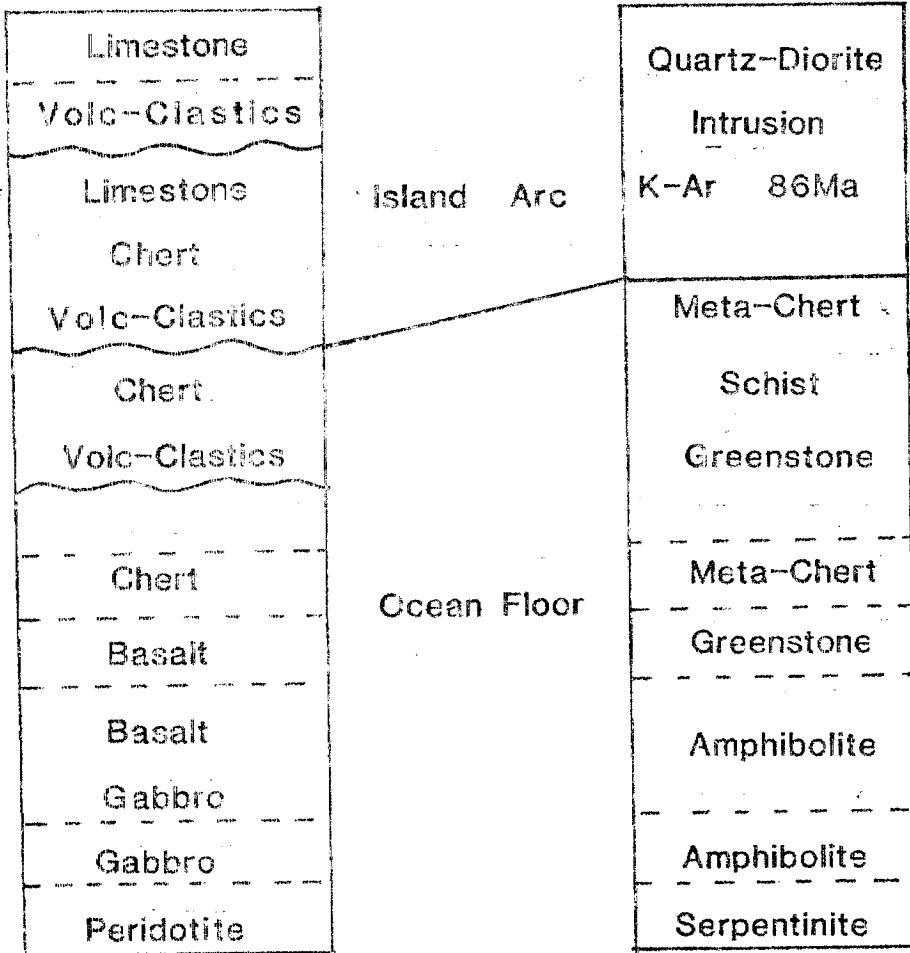 Limestone
Volc-Clastics
Limestone
Chert
Volc-Clastics
Chert
Volc-Clastics
Chert
Basalt
Basalt
Gabbro
Gabbro
Peridotite
Island Arc
Ocean Floor
Quartz-Diorite
Intrusion
K-Ar 86Ma
Meta-Chert
Schist
Greenstone
Meta-Chert
Greenstone
Amphibolite
Amphibolite
Serpentinite